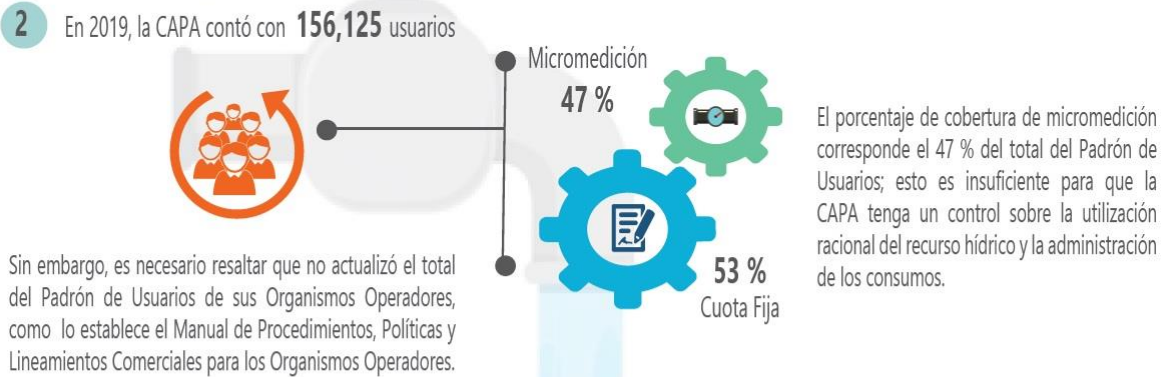 2 En 2019, la CAPA contó con 156,125 usuarios
Micromedición
47 %
53 %
Cuota Fija
El porcentaje de cobertura de micromedición
corresponde el 47 % del total del Padrón de
Usuarios; esto es insuficiente para que la
CAPA tenga un control sobre la utilización
racional del recurso hídrico y la administración
de los consumos.
Sin embargo, es necesario resaltar que no actualizó el total
del Padrón de Usuarios de sus Organismos Operadores,
como lo establece el Manual de Procedimientos, Políticas y
Lineamientos Comerciales para los Organismos Operadores.